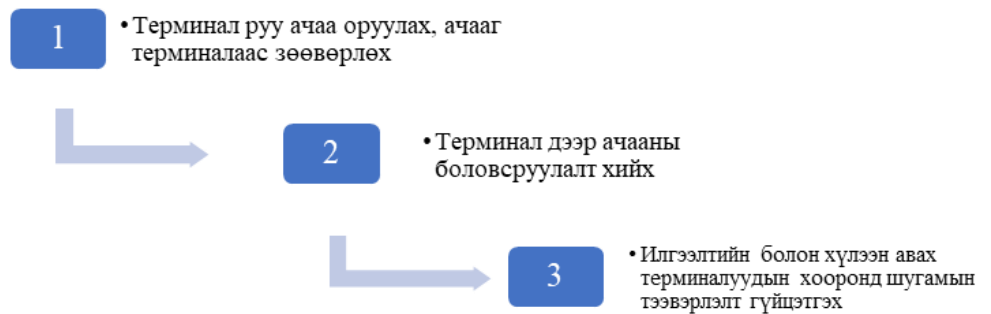 1
• Терминал руу ачаа оруулах, ачааг
терминалаас зөөвөрлөх
2
• Терминал дээр ачааны
боловсруулалт хийх
3
• Илгээлтийн болон хүлээн авах
терминалуудын хооронд шугамын
тээвэрлэлт гүйцэтгэх